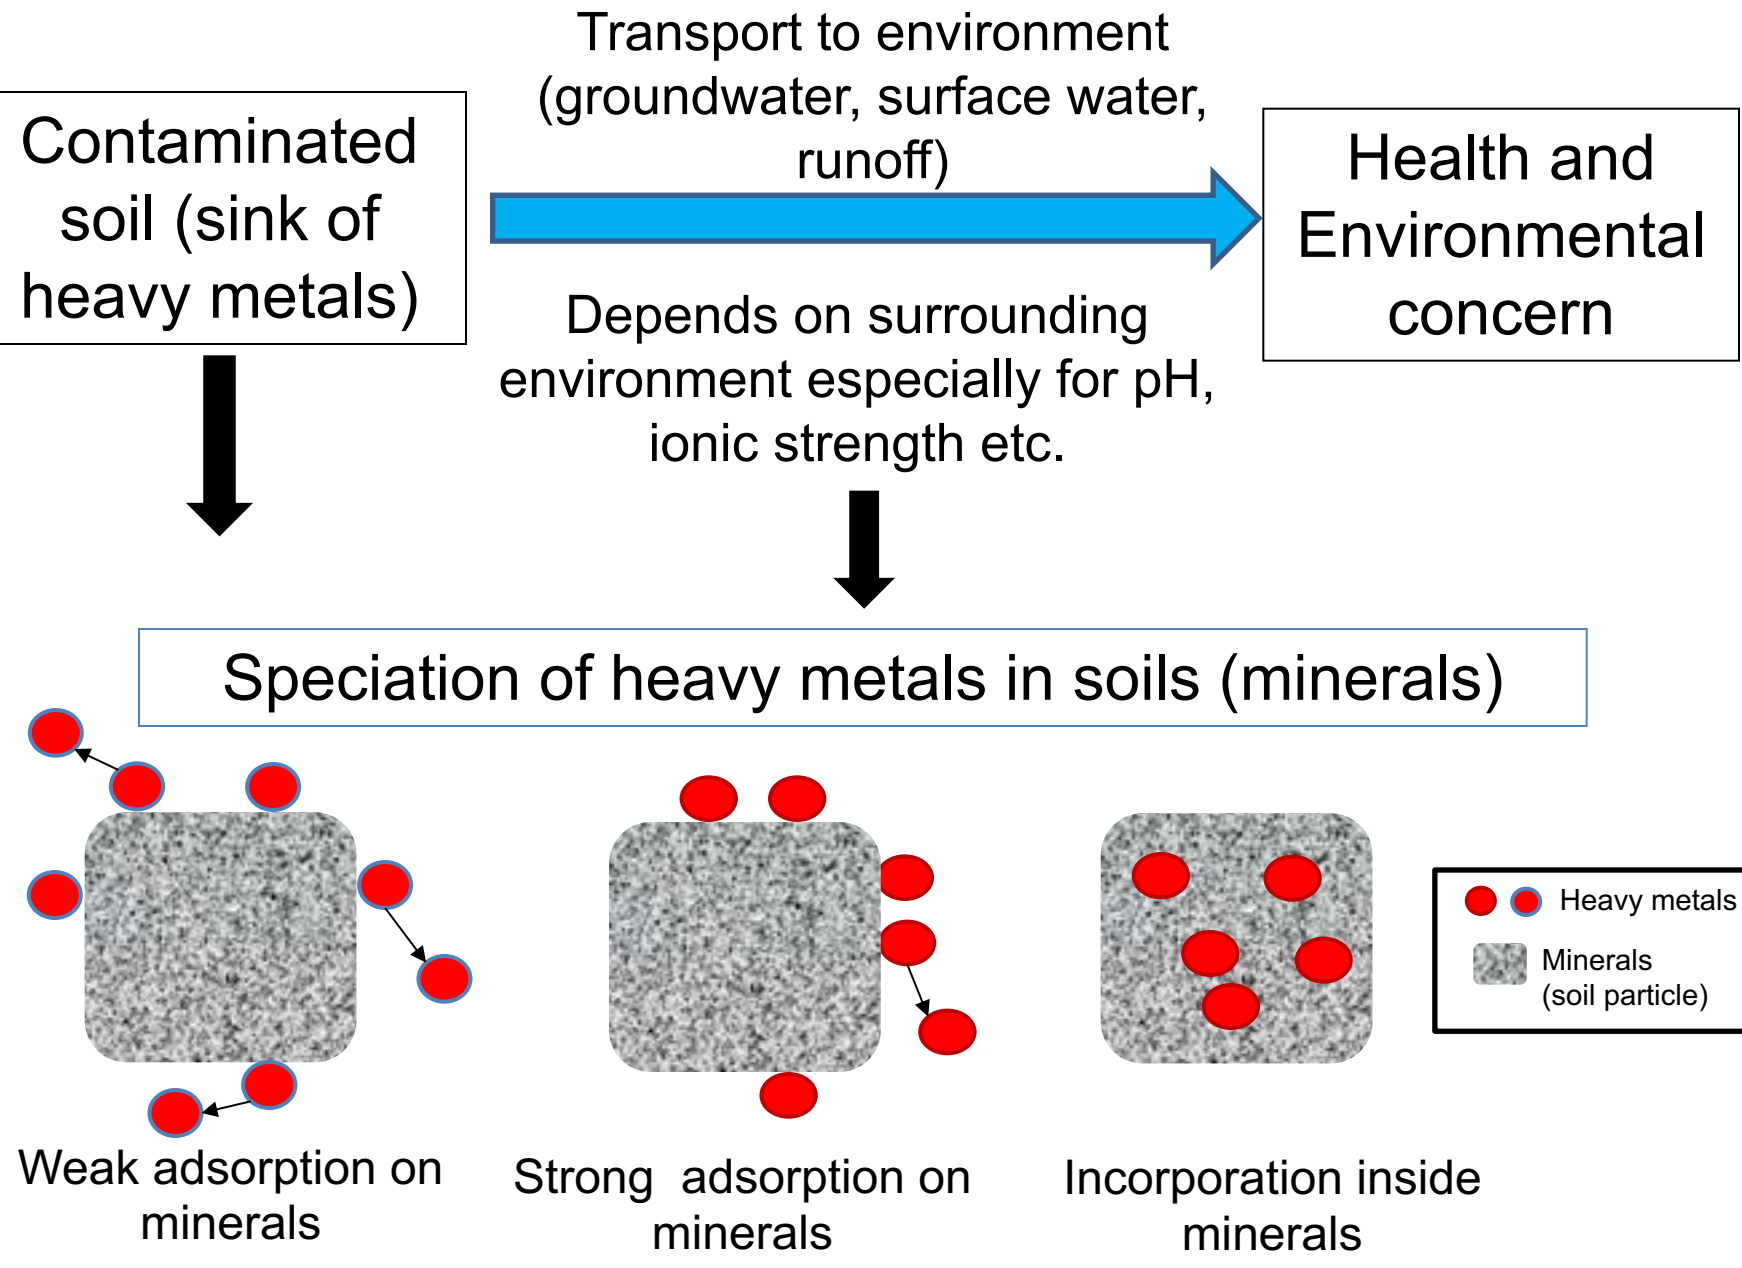 Transport to environment
(groundwater, surface water,
runoff)
Contaminated
soil (sink of
heavy metals)
Health and
Environmental
concern
Depends on surrounding
environment especially for pH,
ionic strength etc.
Speciation of heavy metals in soils (minerals)
Heavy metals
Minerals
(soil particle)
Weak adsorption on
minerals
Strong adsorption on
minerals
Incorporation inside
minerals